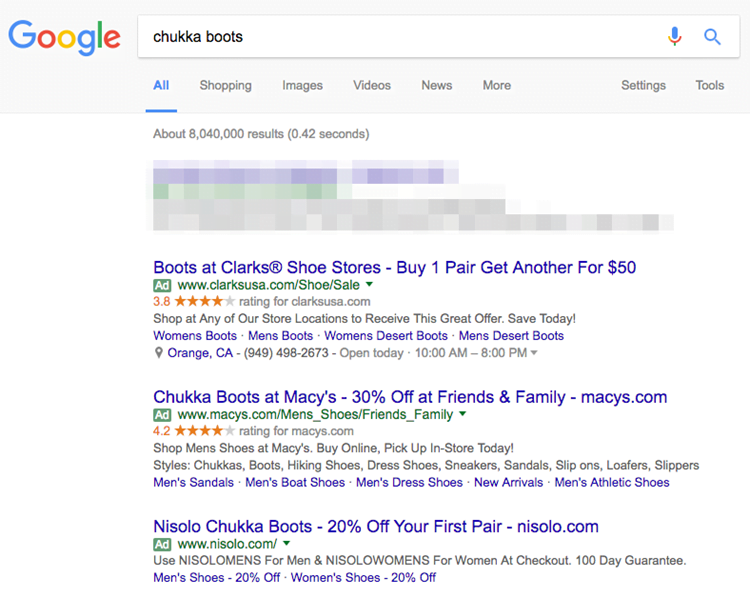 Google
chukka boots
All Shopping Images Videos News More Settings Tools
About 8,040,000 results (0.42 seconds)
Boots at Clarks® Shoe Stores - Buy 1 Pair Get Another For $50
Ad www.clarksusa.com/Shoe/Sale
3.8 ★★★★★ rating for clarksusa.com
Shop at Any of Our Store Locations to Receive This Great Offer. Save Today!
Womens Boots · Mens Boots · Womens Desert Boots · Mens Desert Boots
Orange, CA - (949) 498-2673 - Open today · 10:00 AM – 8:00 PM
Chukka Boots at Macy's - 30% Off at Friends & Family - macys.com
Ad www.macys.com/Mens_Shoes/Friends_Family
4.2 ★★★★★ rating for macys.com
Shop Mens Shoes at Macy's. Buy Online, Pick Up In-Store Today!
Styles: Chukkas, Boots, Hiking Shoes, Dress Shoes, Sneakers, Sandals, Slip ons, Loafers, Slippers
Men's Sandals · Men's Boat Shoes · Men's Dress Shoes · New Arrivals · Men's Athletic Shoes
Nisolo Chukka Boots - 20% Off Your First Pair - nisolo.com
Ad www.nisolo.com/
Use NISOLOMENS For Men & NISOLOWOMENS For Women At Checkout. 100 Day Guarantee.
Men's Shoes - 20% Off · Women's Shoes - 20% Off